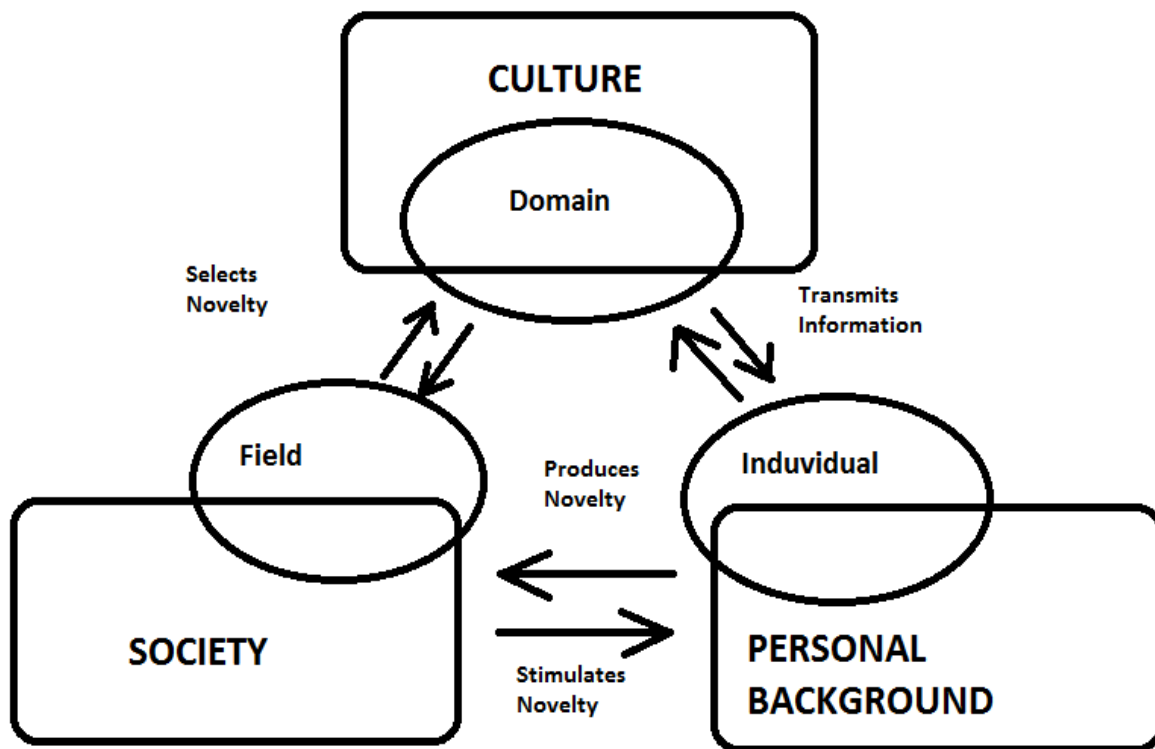 CULTURE
Domain
Selects
Novelty
Transmits
Information
Field
Induvidual
Produces
Novelty
SOCIETY
PERSONAL
BACKGROUND
Stimulates
Novelty